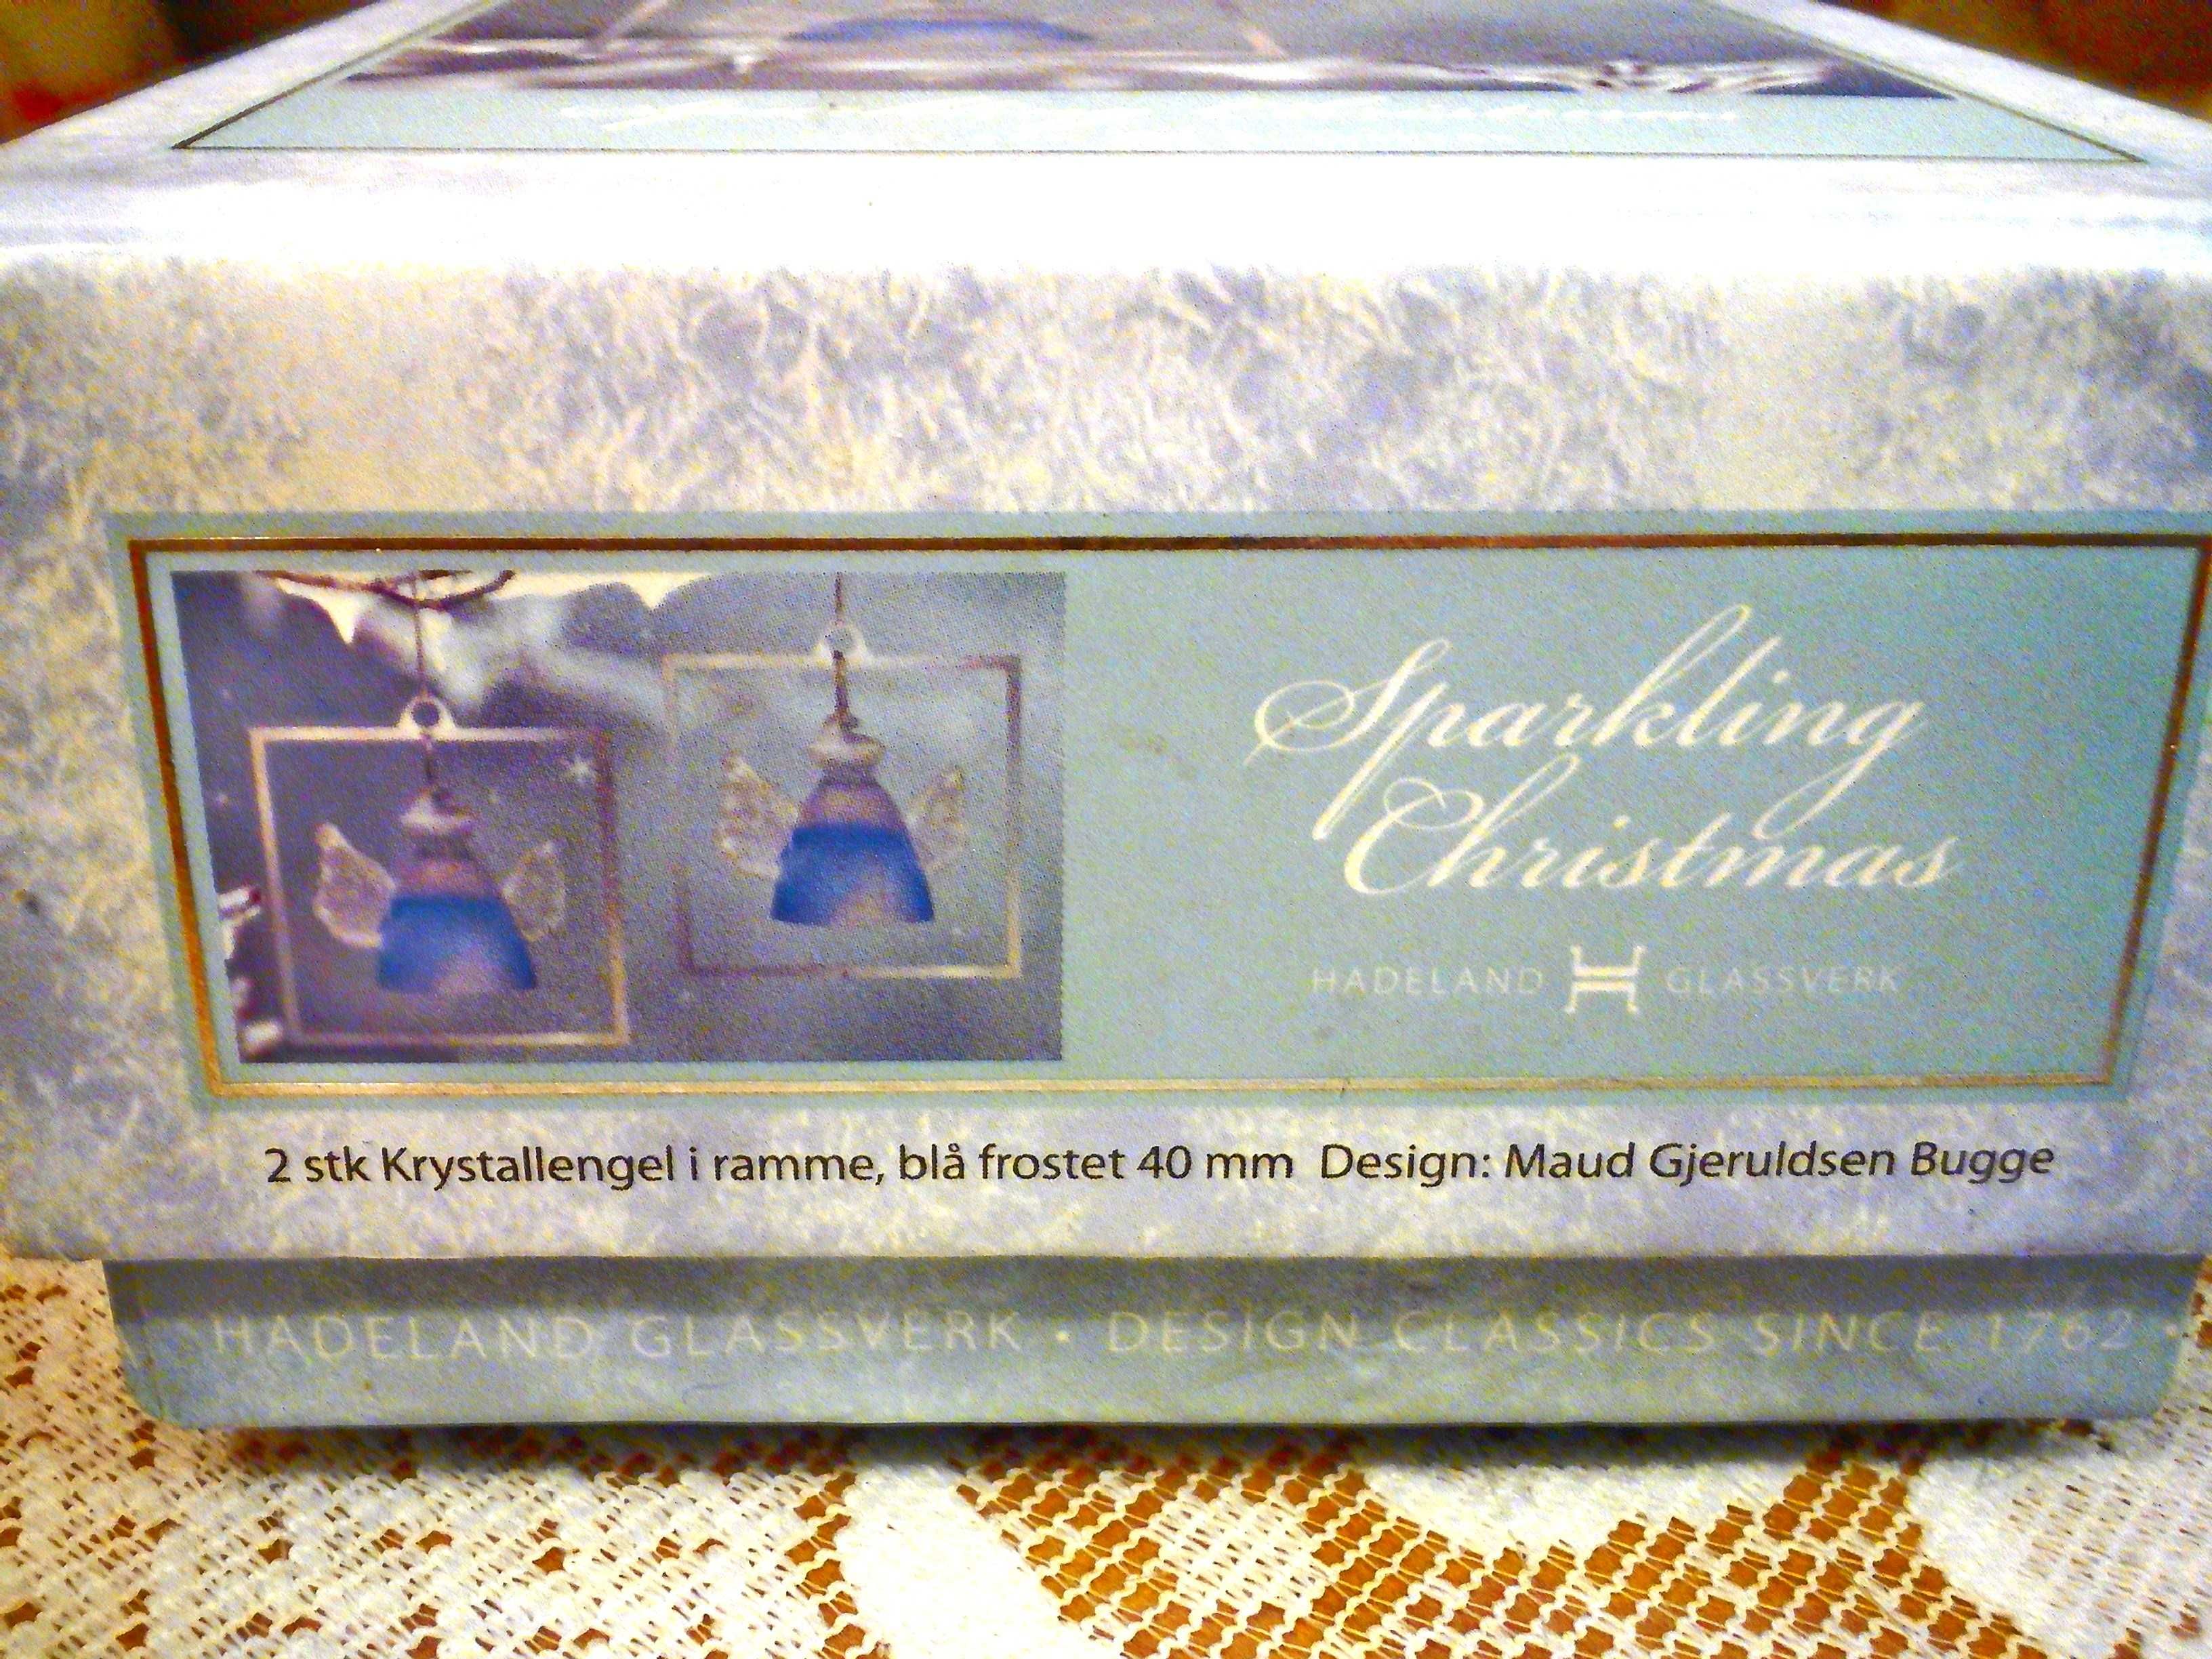 Sparkling
Christmas
HADELAND GLASSVERK
2 stk Krystallengel i ramme, blå frostet 40 mm Design: Maud Gjeruldsen Bugge
HADELAND GLASSVERK • DESIGN CLASSICS SINCE 1762 •